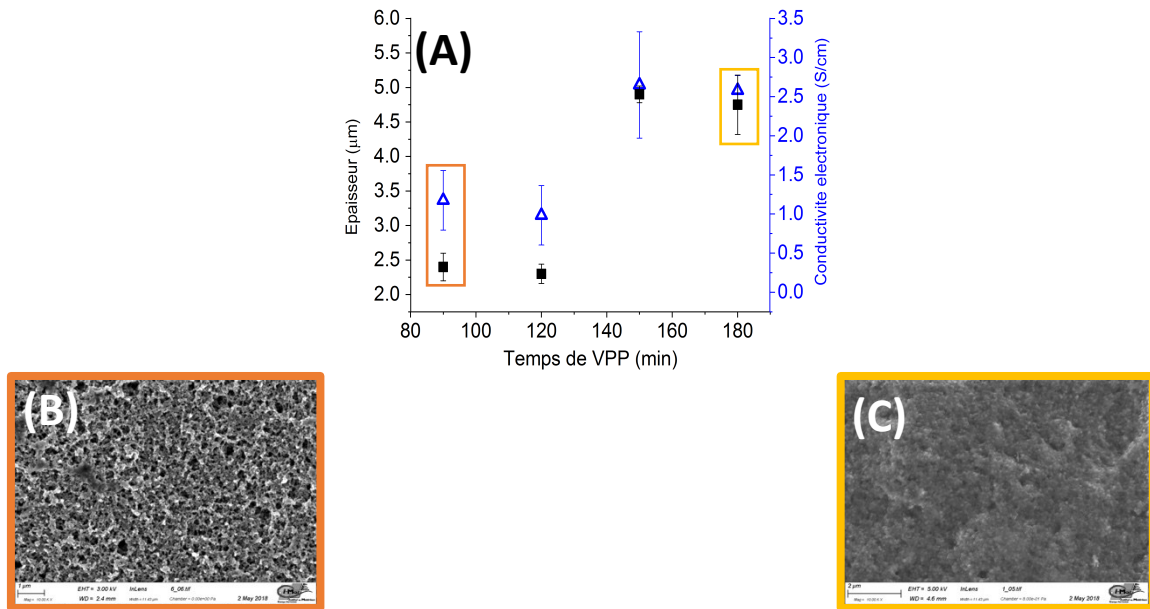 (A)
6.0
5.5
5.0
4.5
4.0
3.5
3.0
2.5
2.0
Epaisseur (μm)
3.5
3.0
2.5
2.0
1.5
1.0
0.5
0.0
Conductivite electronique (S/cm)
80 100 120 140 160 180
Temps de VPP (min)
(B)
1 μm
EHT = 3.00 kV InLens 6_06.tif
WD = 2.4 mm 2 May 2018
(C)
2 μm
EHT = 5.00 kV InLens 1_05.tif
WD = 4.6 mm 2 May 2018